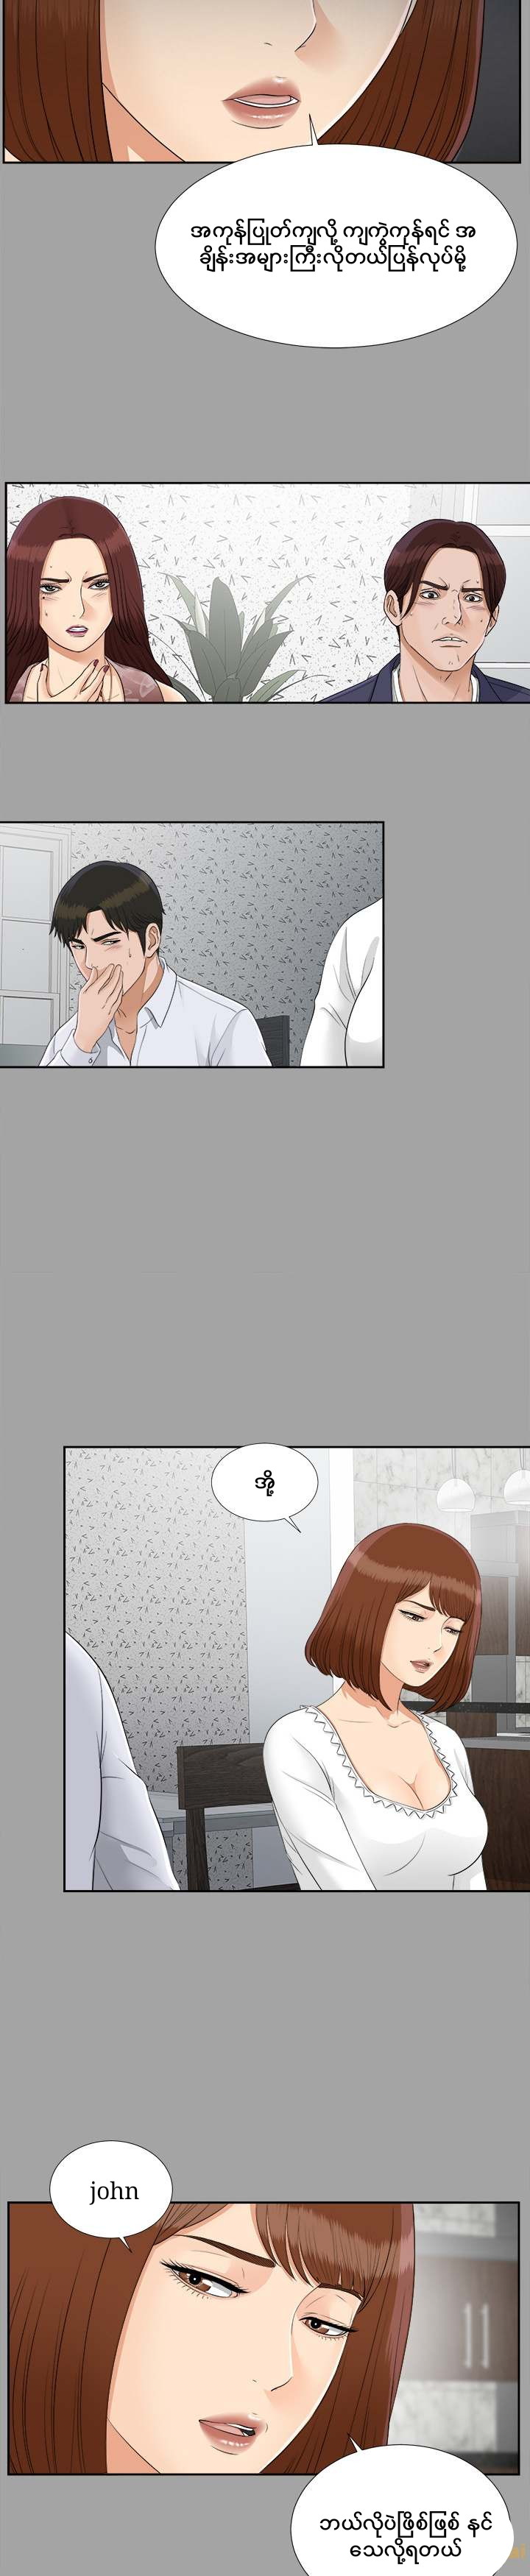 အကုန်ပြုတ်ကျလို့ ကျကွဲကုန်ရင် အ
ချိန်းအများကြီးလိုတယ်ပြန်လုပ်မို့
အို့
john
ဘယ်လိုပဲဖြိစ်ဖြစ် နင်
သေလို့ရတယ်